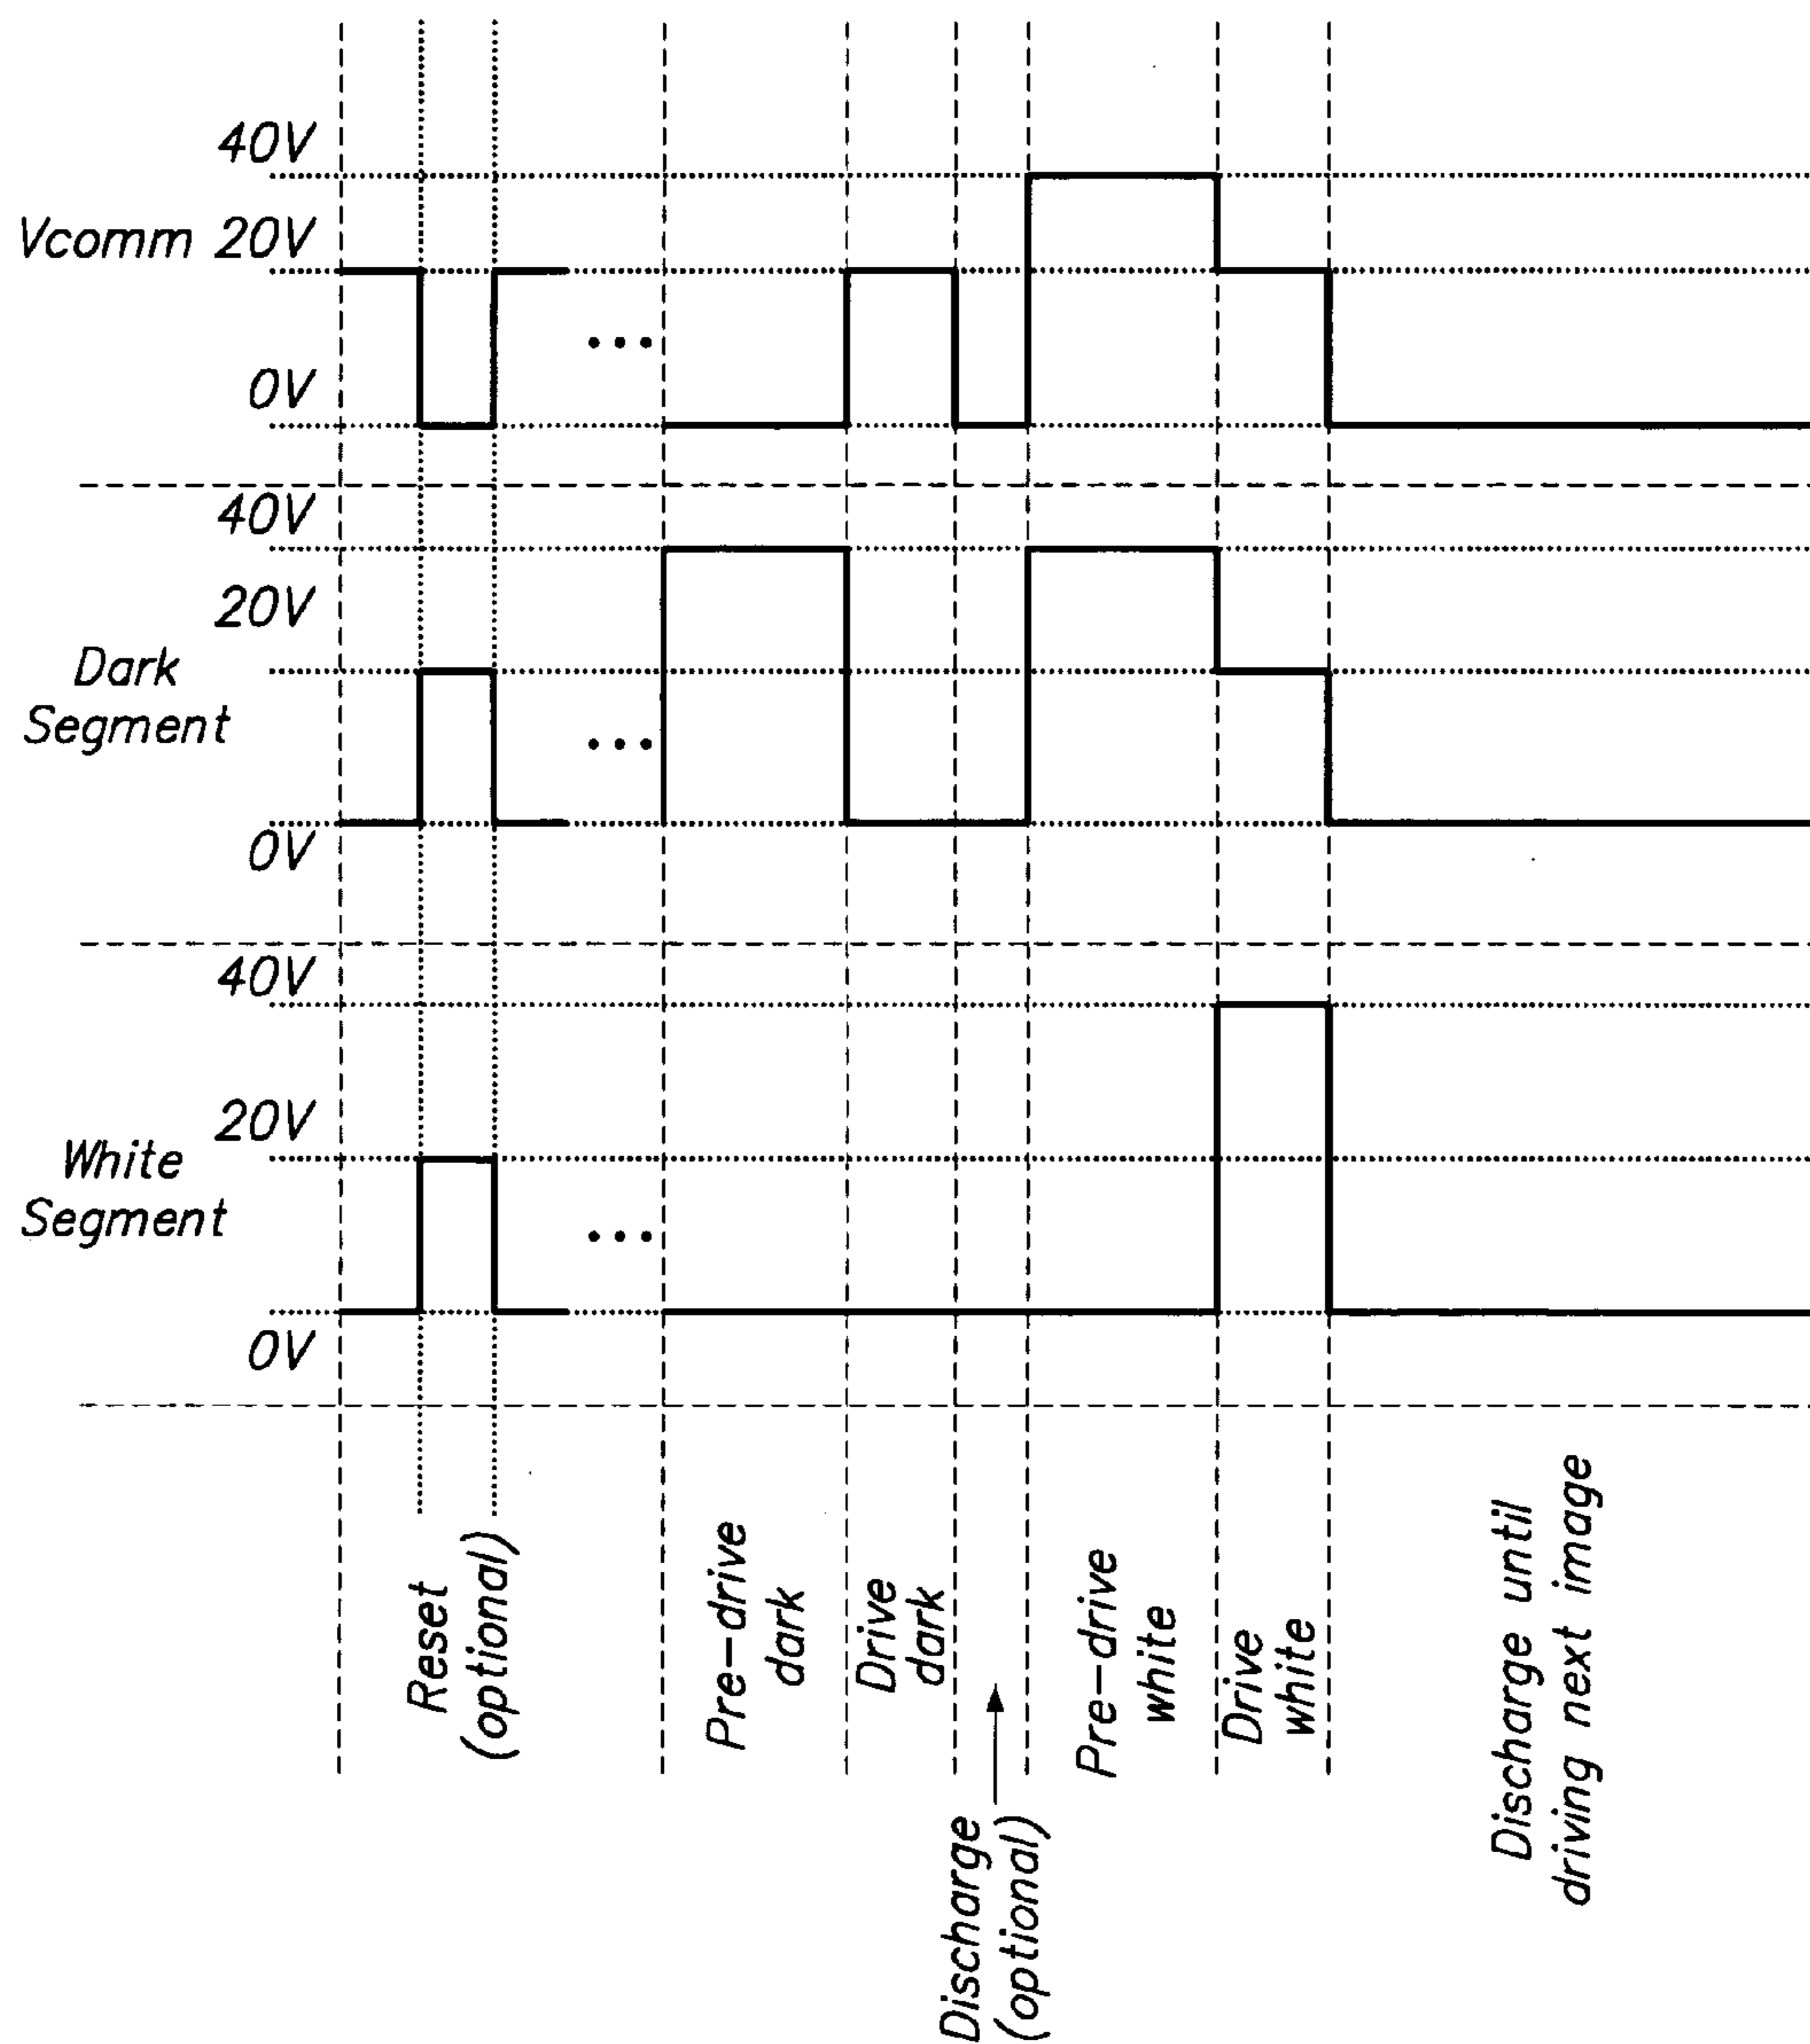 40V
Vcomm 20V
0V
40V
20V
Dark
Segment
0V
40V
20V
White
Segment
0V
Reset
(optional)
Pre-drive
dark
Drive
dark
Discharge
(optional)
Pre-drive
white
Drive
white
Discharge until
driving next image